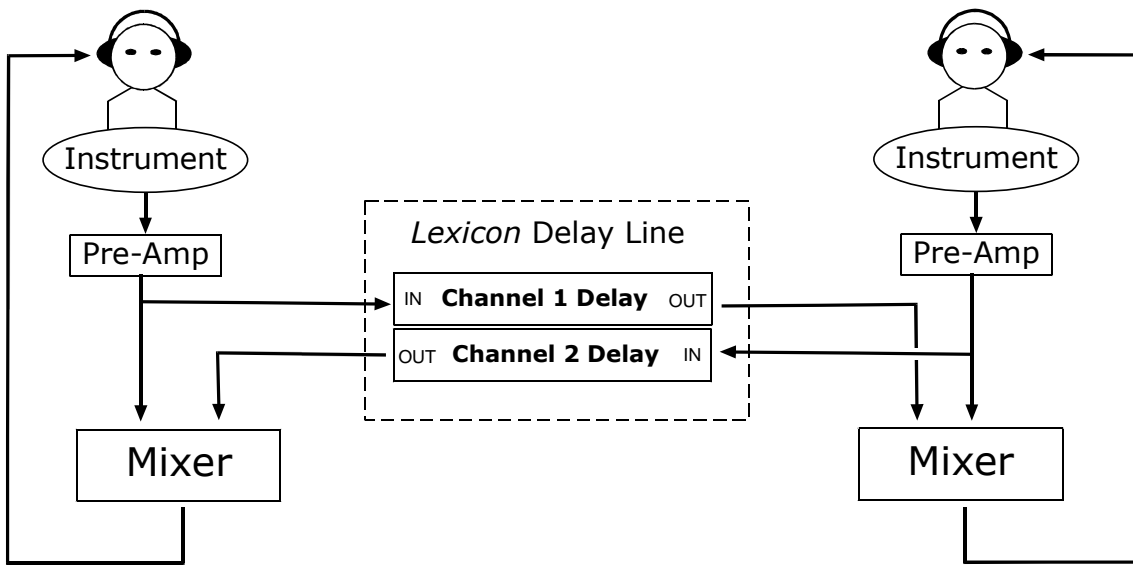 Instrument
Instrument
Pre-Amp
Pre-Amp
Lexicon Delay Line
IN Channel 1 Delay OUT
OUT Channel 2 Delay IN
Mixer
Mixer